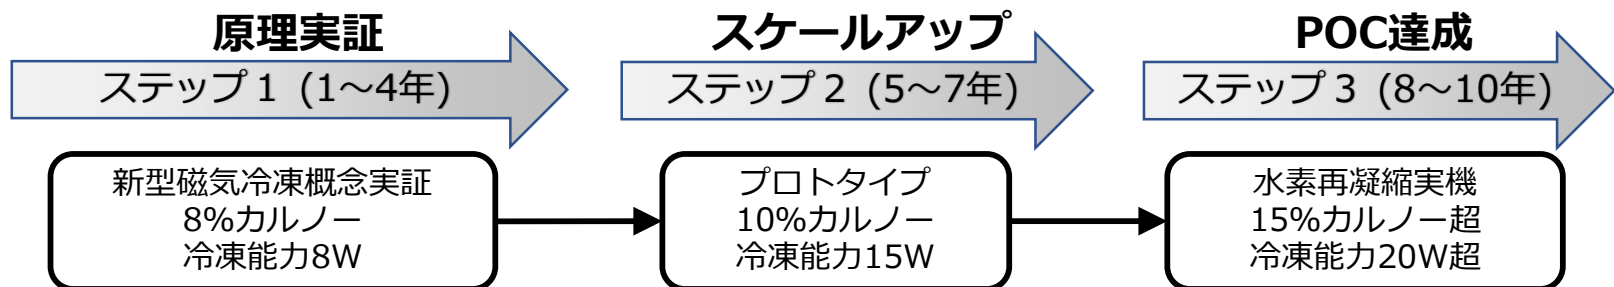 原理実証
スケールアップ
POC達成
ステップ1 (1～4年)
ステップ2 (5～7年)
ステップ3 (8～10年)
新型磁気冷凍概念実証
8%カルノー
冷凍能力8W
プロトタイプ
10%カルノー
冷凍能力15W
水素再凝縮実機
15%カルノー超
冷凍能力20W超